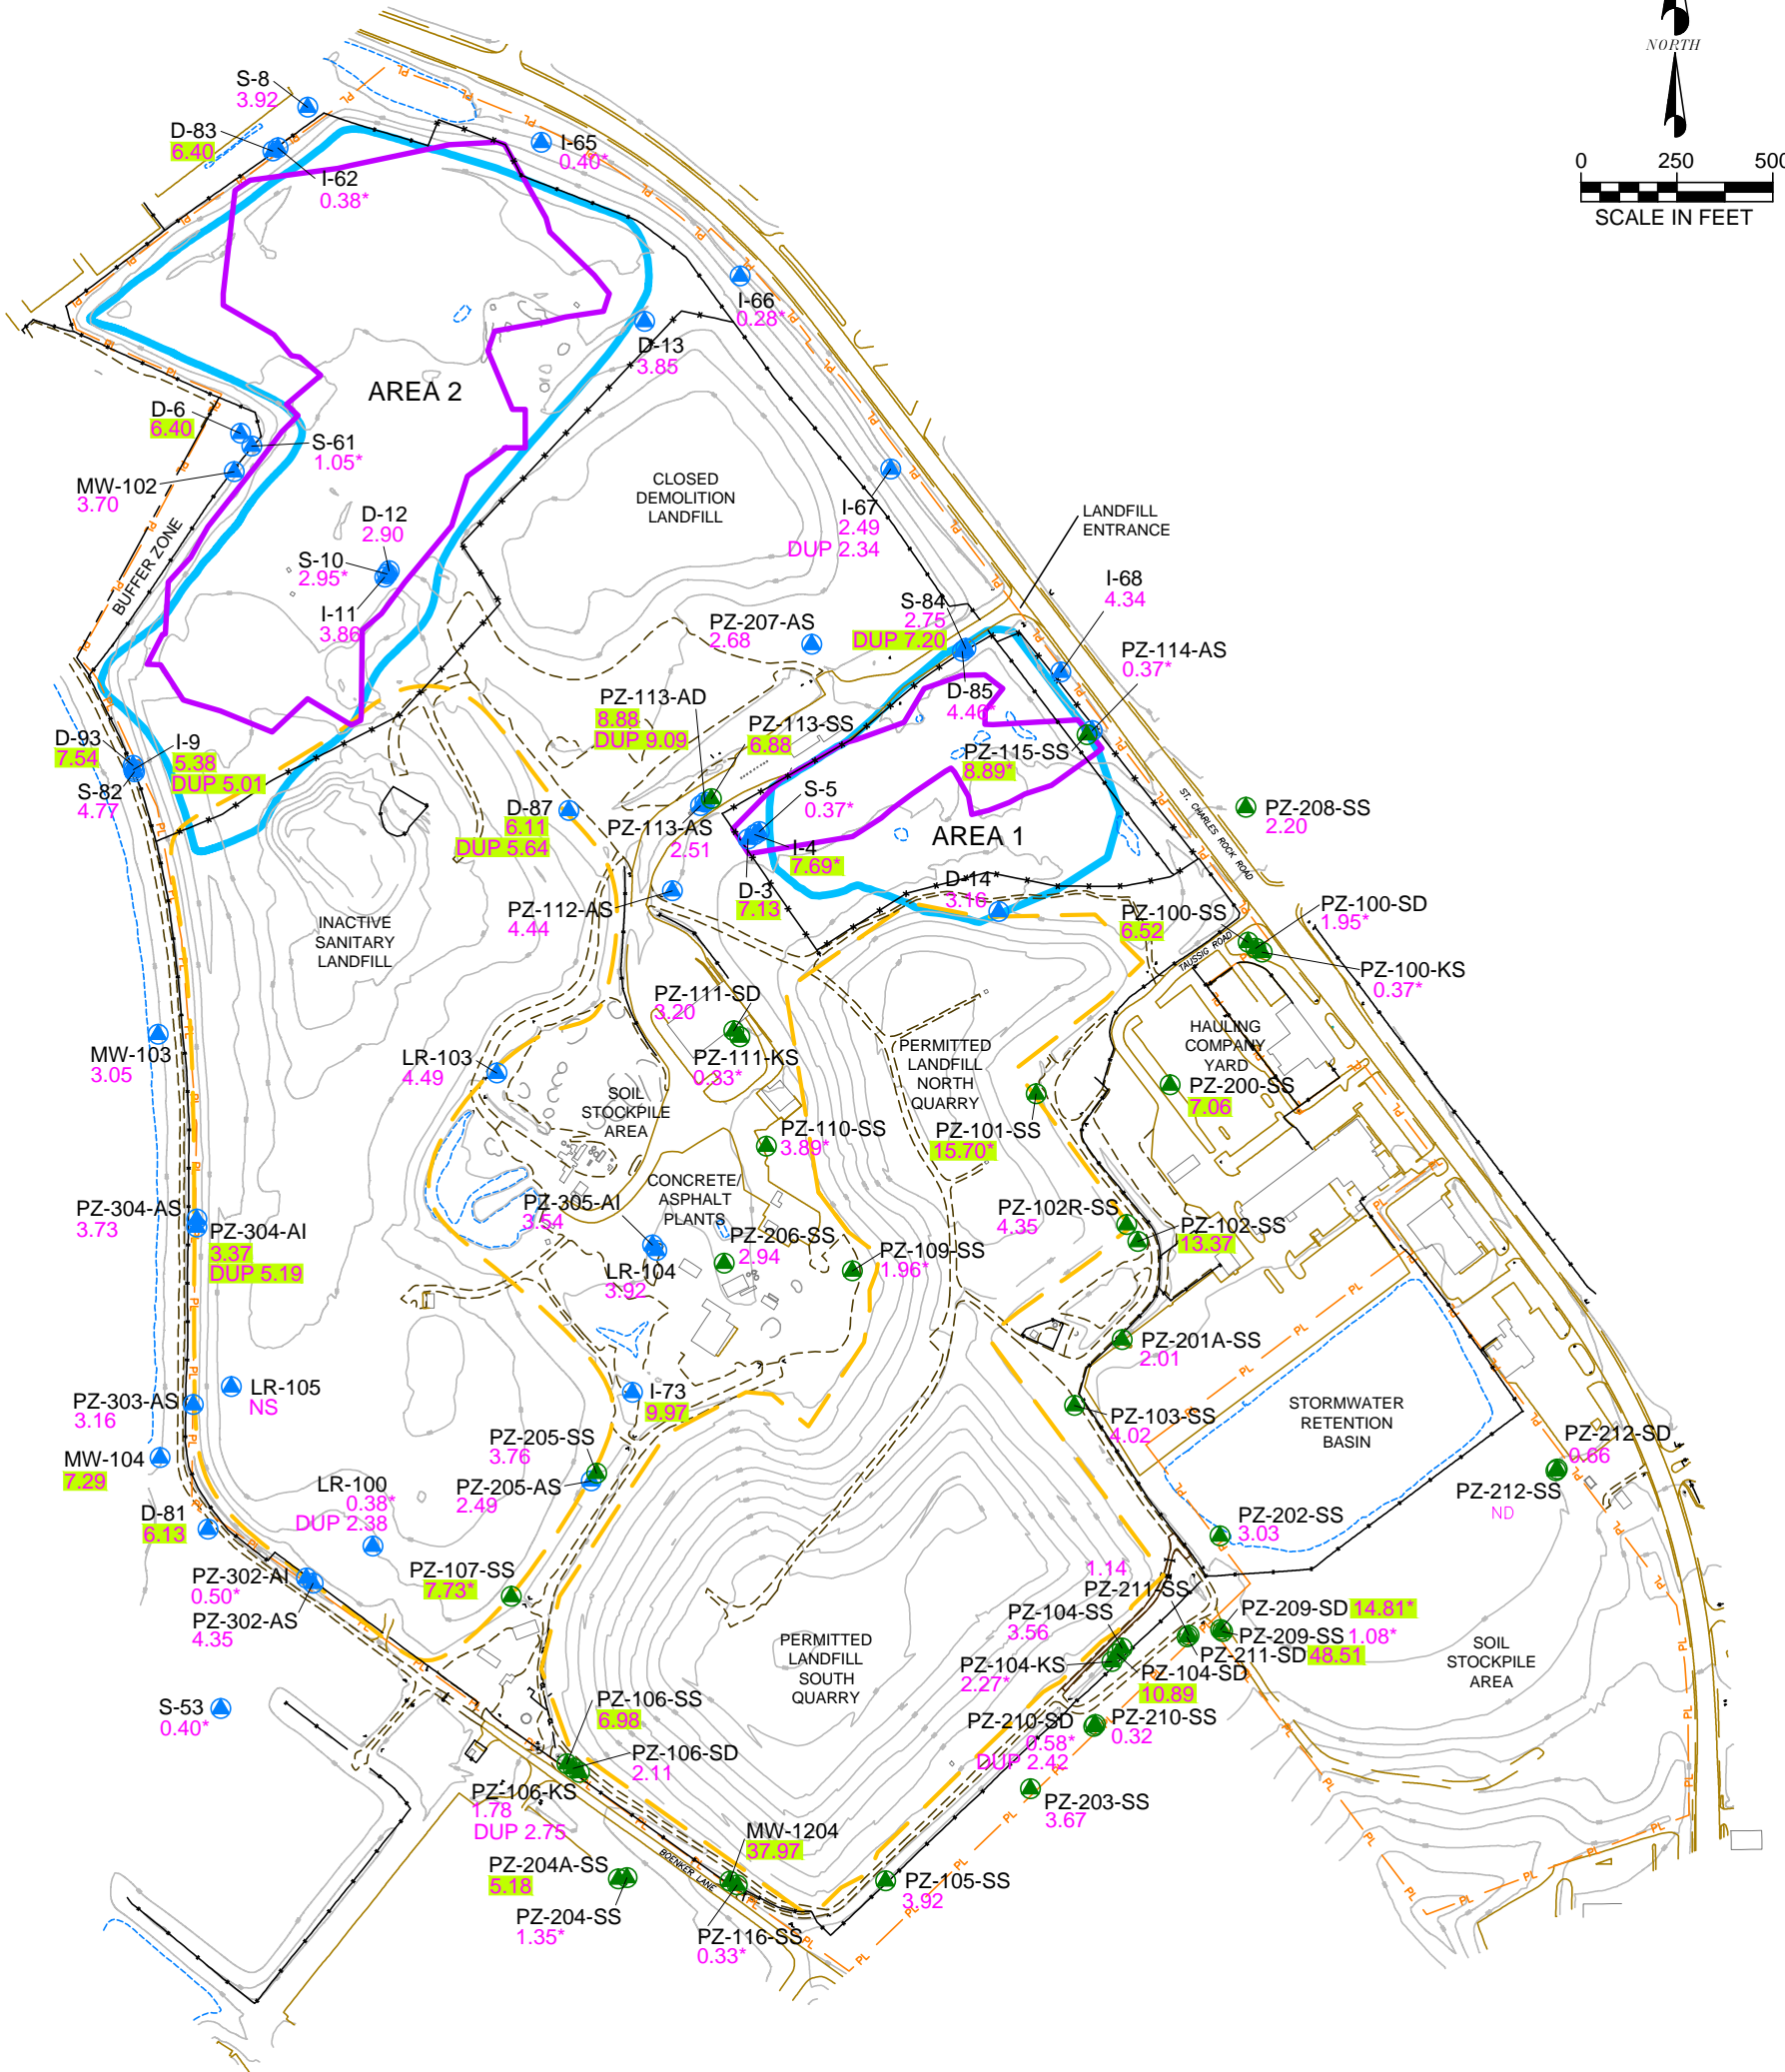 NORTH
0 250 500
SCALE IN FEET
S-8
3.92
D-83
6.40
I-62
0.38*
I-65
0.40*
I-66
0.28*
D-13
3.85
AREA 2
D-6
6.40
S-61
1.05*
MW-102
3.70
BUFFER ZONE
D-12
2.90
S-10
2.95*
I-11
3.86
CLOSED
DEMOLITION
LANDFILL
I-67
2.49
DUP 2.34
LANDFILL
ENTRANCE
I-68
4.34
S-84
2.75
DUP 7.20
PZ-207-AS
2.68
PZ-114-AS
0.37*
D-85
4.46*
PZ-113-AD
8.88
DUP 9.09
PZ-113-SS
6.88
PZ-115-SS
8.89*
D-93
7.54
I-9
5.38
DUP 5.01
S-82
4.77
D-87
6.11
DUP 5.64
PZ-113-AS
2.51
S-5
0.37*
I-4
7.69*
D-3
7.13
AREA 1
ST. CHARLES ROCK ROAD
PZ-208-SS
2.20
D-14
3.16
PZ-112-AS
4.44
PZ-100-SS
6.52
PZ-100-SD
1.95*
TAUSSIG ROAD
PZ-100-KS
0.37*
INACTIVE
SANITARY
LANDFILL
PZ-111-SD
3.20
PZ-111-KS
0.33*
MW-103
3.05
LR-103
4.49
SOIL
STOCKPILE
AREA
PERMITTED
LANDFILL
NORTH
QUARRY
HAULING
COMPANY
YARD
PZ-200-SS
7.06
PZ-110-SS
3.89*
PZ-101-SS
15.70*
CONCRETE/
ASPHALT
PLANTS
PZ-304-AS
3.73
PZ-304-AI
3.37
DUP 5.19
PZ-305-AI
3.54
LR-104
3.92
PZ-206-SS
2.94
PZ-109-SS
1.96*
PZ-102R-SS
4.35
PZ-102-SS
13.37
PZ-201A-SS
2.01
LR-105
NS
PZ-303-AS
3.16
I-73
9.97
PZ-103-SS
4.02
STORMWATER
RETENTION
BASIN
MW-104
7.29
PZ-205-SS
3.76
PZ-205-AS
2.49
PZ-212-SD
0.66
PZ-212-SS
ND
LR-100
0.38*
DUP 2.38
D-81
6.13
PZ-202-SS
3.03
PZ-302-AI
0.50*
PZ-302-AS
4.35
PZ-107-SS
7.73*
1.14
PZ-211-SS
PZ-104-SS
3.56
PZ-209-SD 14.81*
PZ-209-SS 1.08*
PZ-211-SD 48.51
PZ-104-KS
2.27*
PZ-104-SD
10.89
PERMITTED
LANDFILL
SOUTH
QUARRY
SOIL
STOCKPILE
AREA
S-53
0.40*
PZ-106-SS
6.98
PZ-106-SD
2.11
PZ-106-KS
1.78
DUP 2.75
PZ-210-SD
0.58*
DUP 2.42
PZ-210-SS
0.32
PZ-203-SS
3.67
MW-1204
37.97
BOENKER LANE
PZ-204A-SS
5.18
PZ-204-SS
1.35*
PZ-105-SS
3.92
PZ-116-SS
0.33*